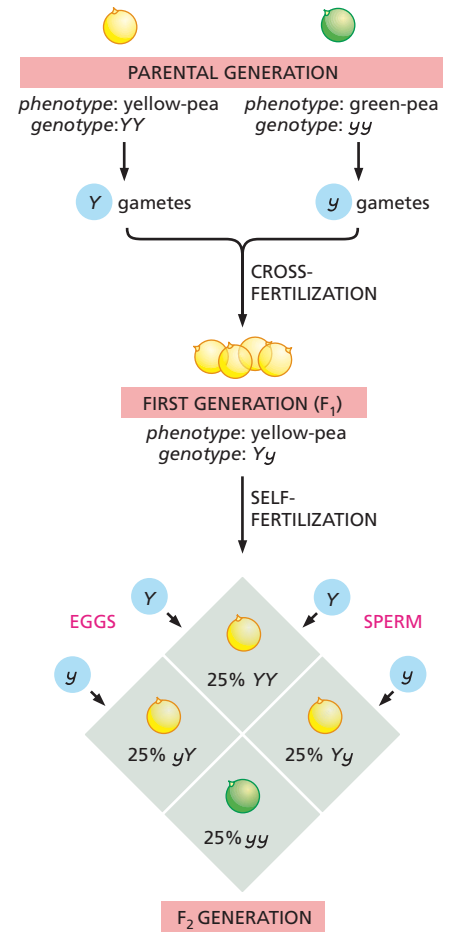 PARENTAL GENERATION
phenotype: yellow-pea
genotype:YY
phenotype: green-pea
genotype: yy
Y gametes
y gametes
CROSS-
FERTILIZATION
FIRST GENERATION (F₁)
phenotype: yellow-pea
genotype: Yy
SELF-
FERTILIZATION
Y
Y
EGGS
SPERM
y
y
25% YY
25% yY
25% Yy
25% yy
F₂ GENERATION